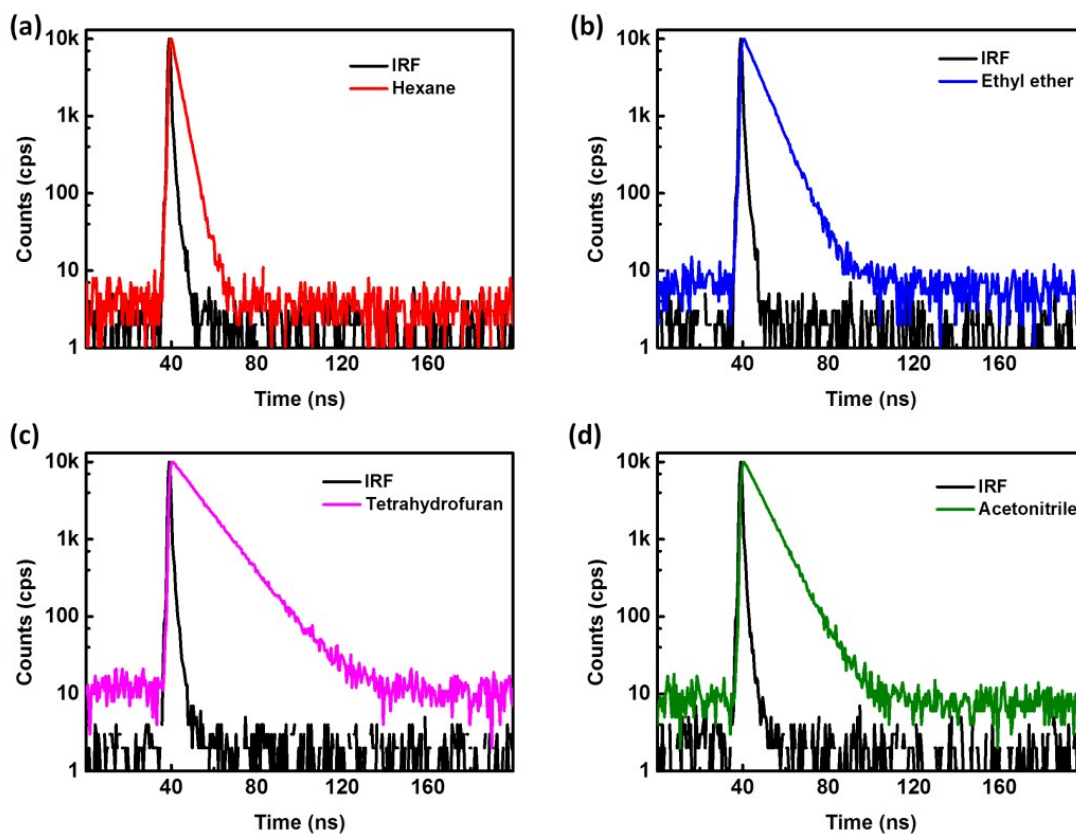 (a)
10k
1k
100
10
1
Counts (cps)
IRF
Hexane
40 80 120 160
Time (ns)
(b)
10k
1k
100
10
1
Counts (cps)
IRF
Ethyl ether
40 80 120 160
Time (ns)
(c)
10k
1k
100
10
1
Counts (cps)
IRF
Tetrahydrofuran
40 80 120 160
Time (ns)
(d)
10k
1k
100
10
1
Counts (cps)
IRF
Acetonitrile
40 80 120 160
Time (ns)